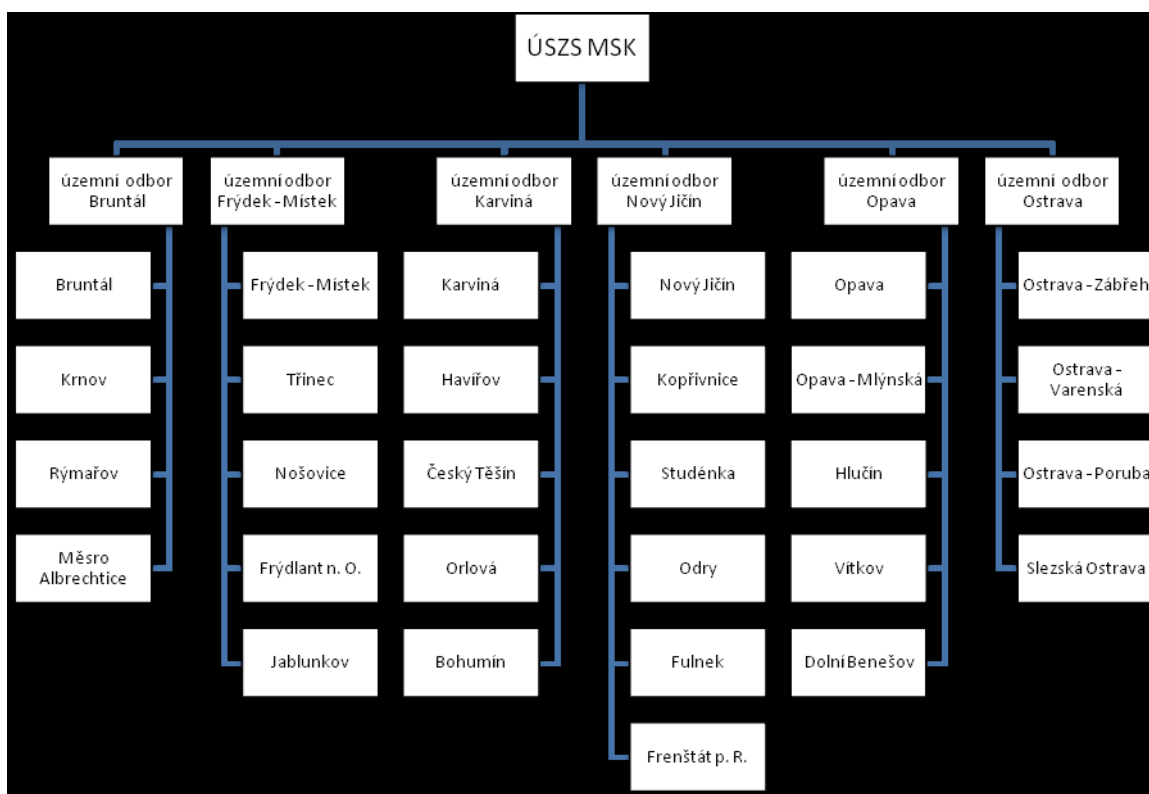 ÚSZS MSK
územní odbor
Bruntál
územní odbor
Frýdek - Místek
územní odbor
Karviná
územní odbor
Nový Jičín
územní odbor
Opava
územní odbor
Ostrava
Bruntál
Frýdek - Místek
Karviná
Nový Jičín
Opava
Ostrava - Zábřeh
Krnov
Třinec
Havířov
Kopřivnice
Opava - Mlýnská
Ostrava -
Varenská
Rýmařov
Nošovice
Český Těšín
Studénka
Hlučín
Ostrava - Poruba
Měsro
Albrechtice
Frýdlant n. O.
Orlová
Odry
Vítkov
Slezská Ostrava
Jablunkov
Bohumín
Fulnek
Dolní Benešov
Frenštát p. R.